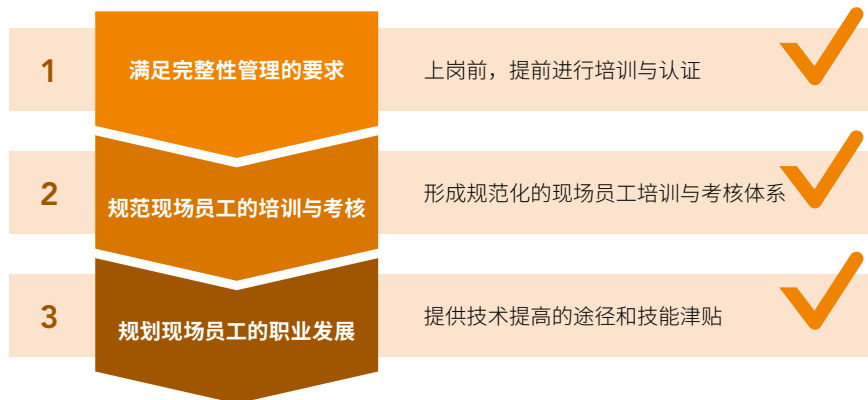 1
满足完整性管理的要求
上岗前，提前进行培训与认证
2
规范现场员工的培训与考核
形成规范化的现场员工培训与考核体系
3
规划现场员工的职业发展
提供技术提高的途径和技能津贴